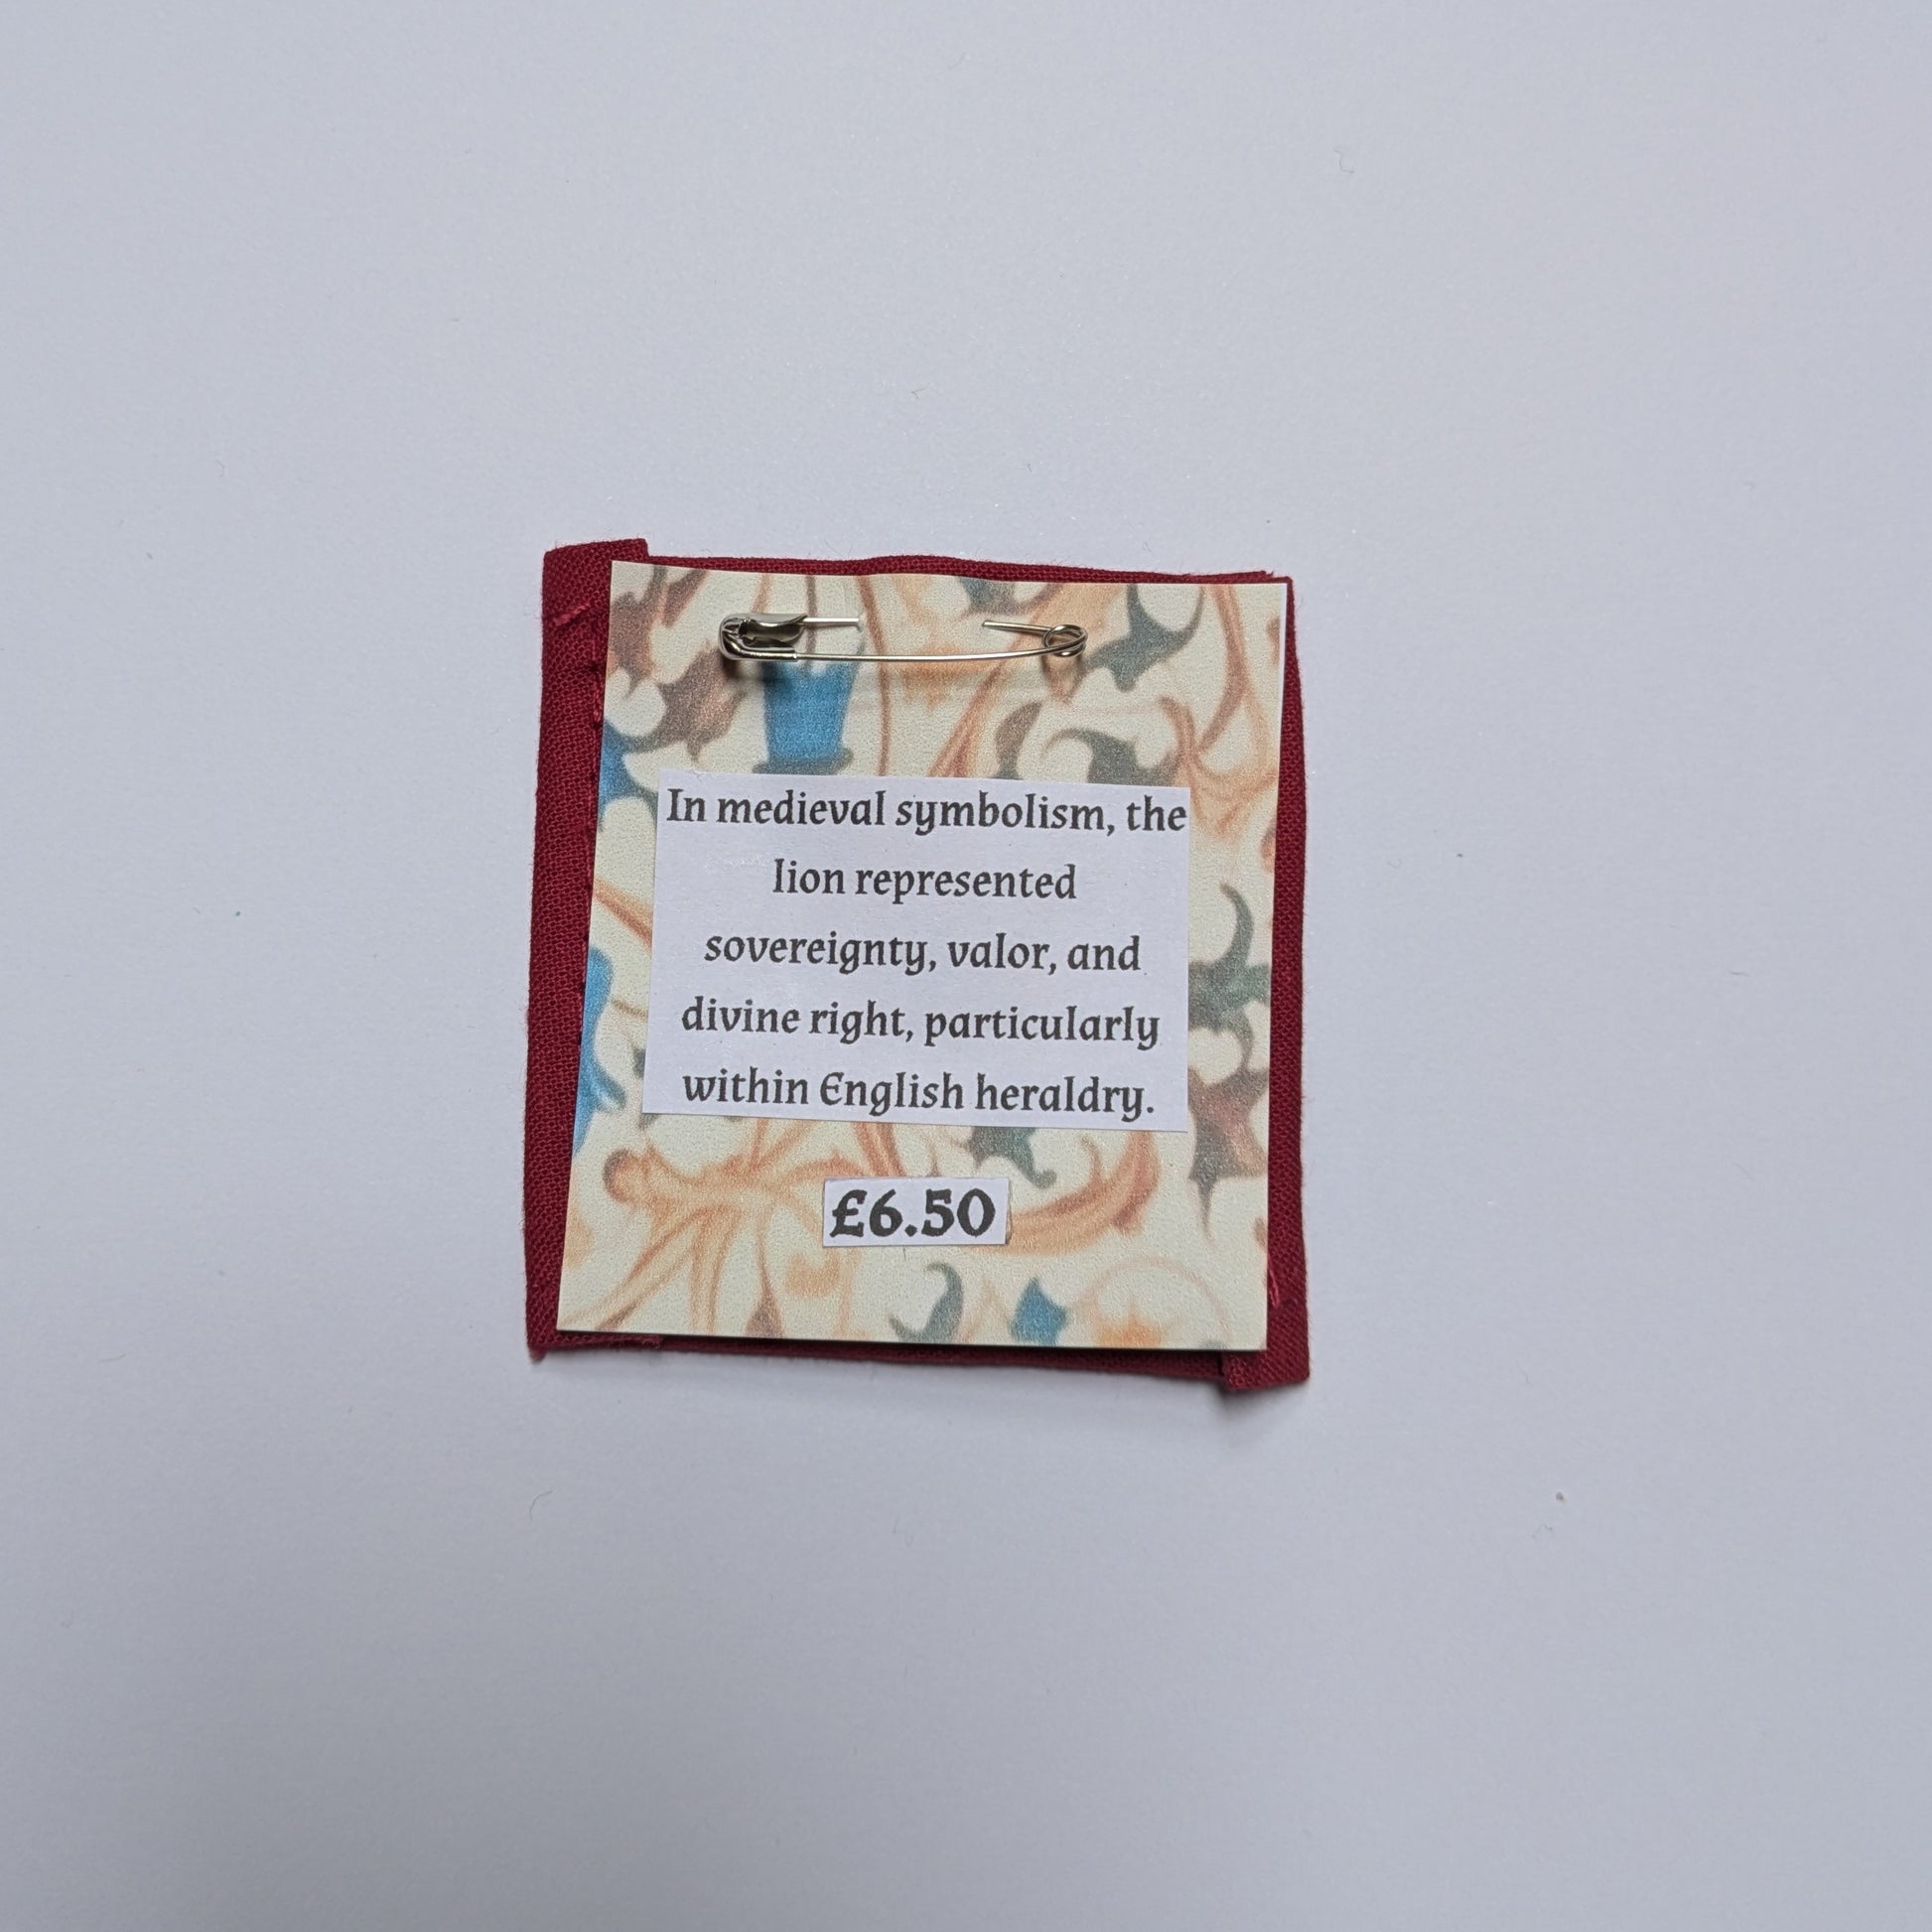 In medieval symbolism, the
lion represented
sovereignty, valor, and
divine right, particularly
within English heraldry.
£6.50